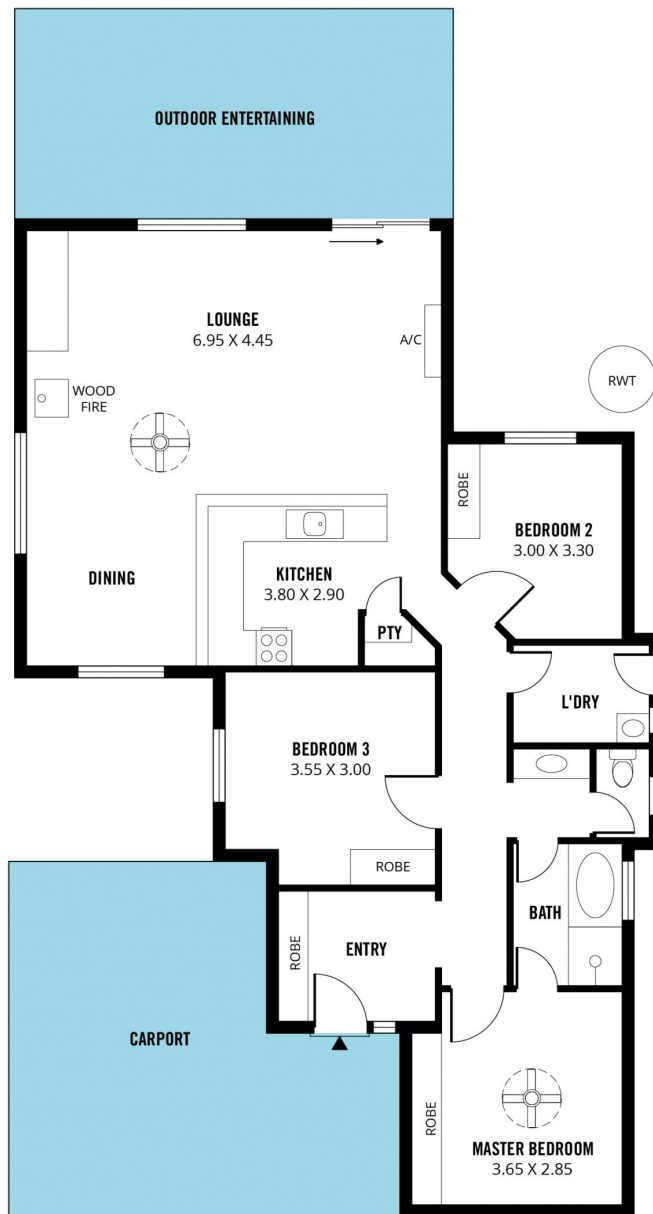 OUTDOOR ENTERTAINING
LOUNGE
6.95 X 4.45
A/C
WOOD
FIRE
RWT
ROBE
BEDROOM 2
3.00 X 3.30
DINING
KITCHEN
3.80 X 2.90
PTY
L'DRY
BEDROOM 3
3.55 X 3.00
ROBE
BATH
ROBE
ENTRY
CARPORT
ROBE
MASTER BEDROOM
3.65 X 2.85